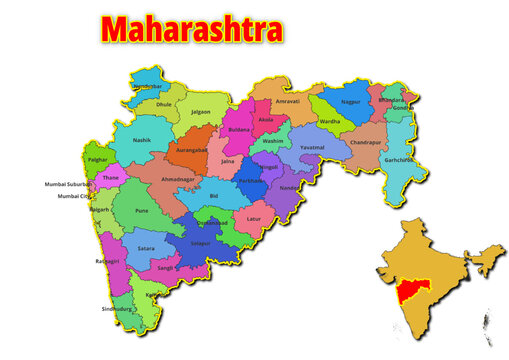 Maharashtra
Nandurbar
Dhule
Jalgaon
Amravati
Nagpur
Bhandara
Gondia
Buldana
Akola
Wardha
Nashik
Washim
Yavatmal
Chandrapur
Aurangabad
Jalna
Garhchiroli
Palghar
Hingoli
Thane
Ahmadnagar
Parbhani
Mumbai Suburban
Nanded
Mumbai City
Bid
Raigarh
Pune
Latur
Osmanabad
Satara
Solapur
Ratnagiri
Sangli
Sindhudurg